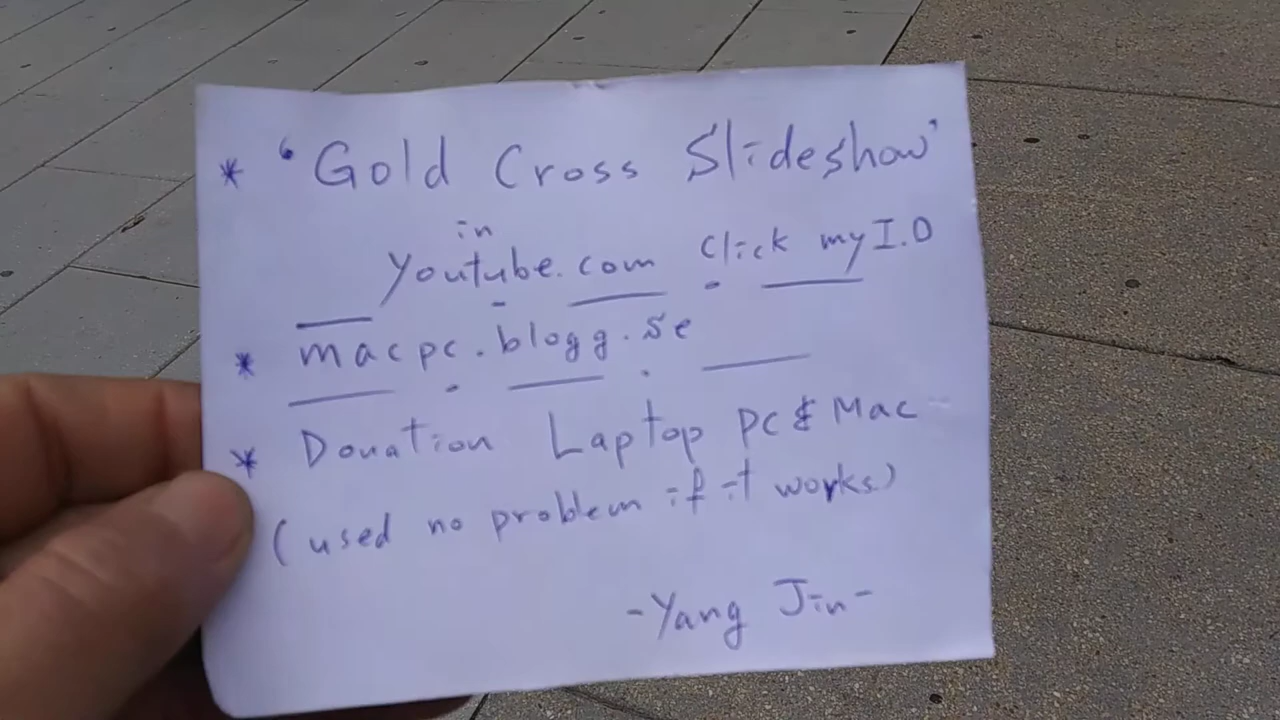 * 'Gold Cross Slideshow'
in
Youtube.com Click my I.D
* macpc.blogg.se
* Donation Laptop PC & Mac
(used no problem if it works)
-Yang Jin-